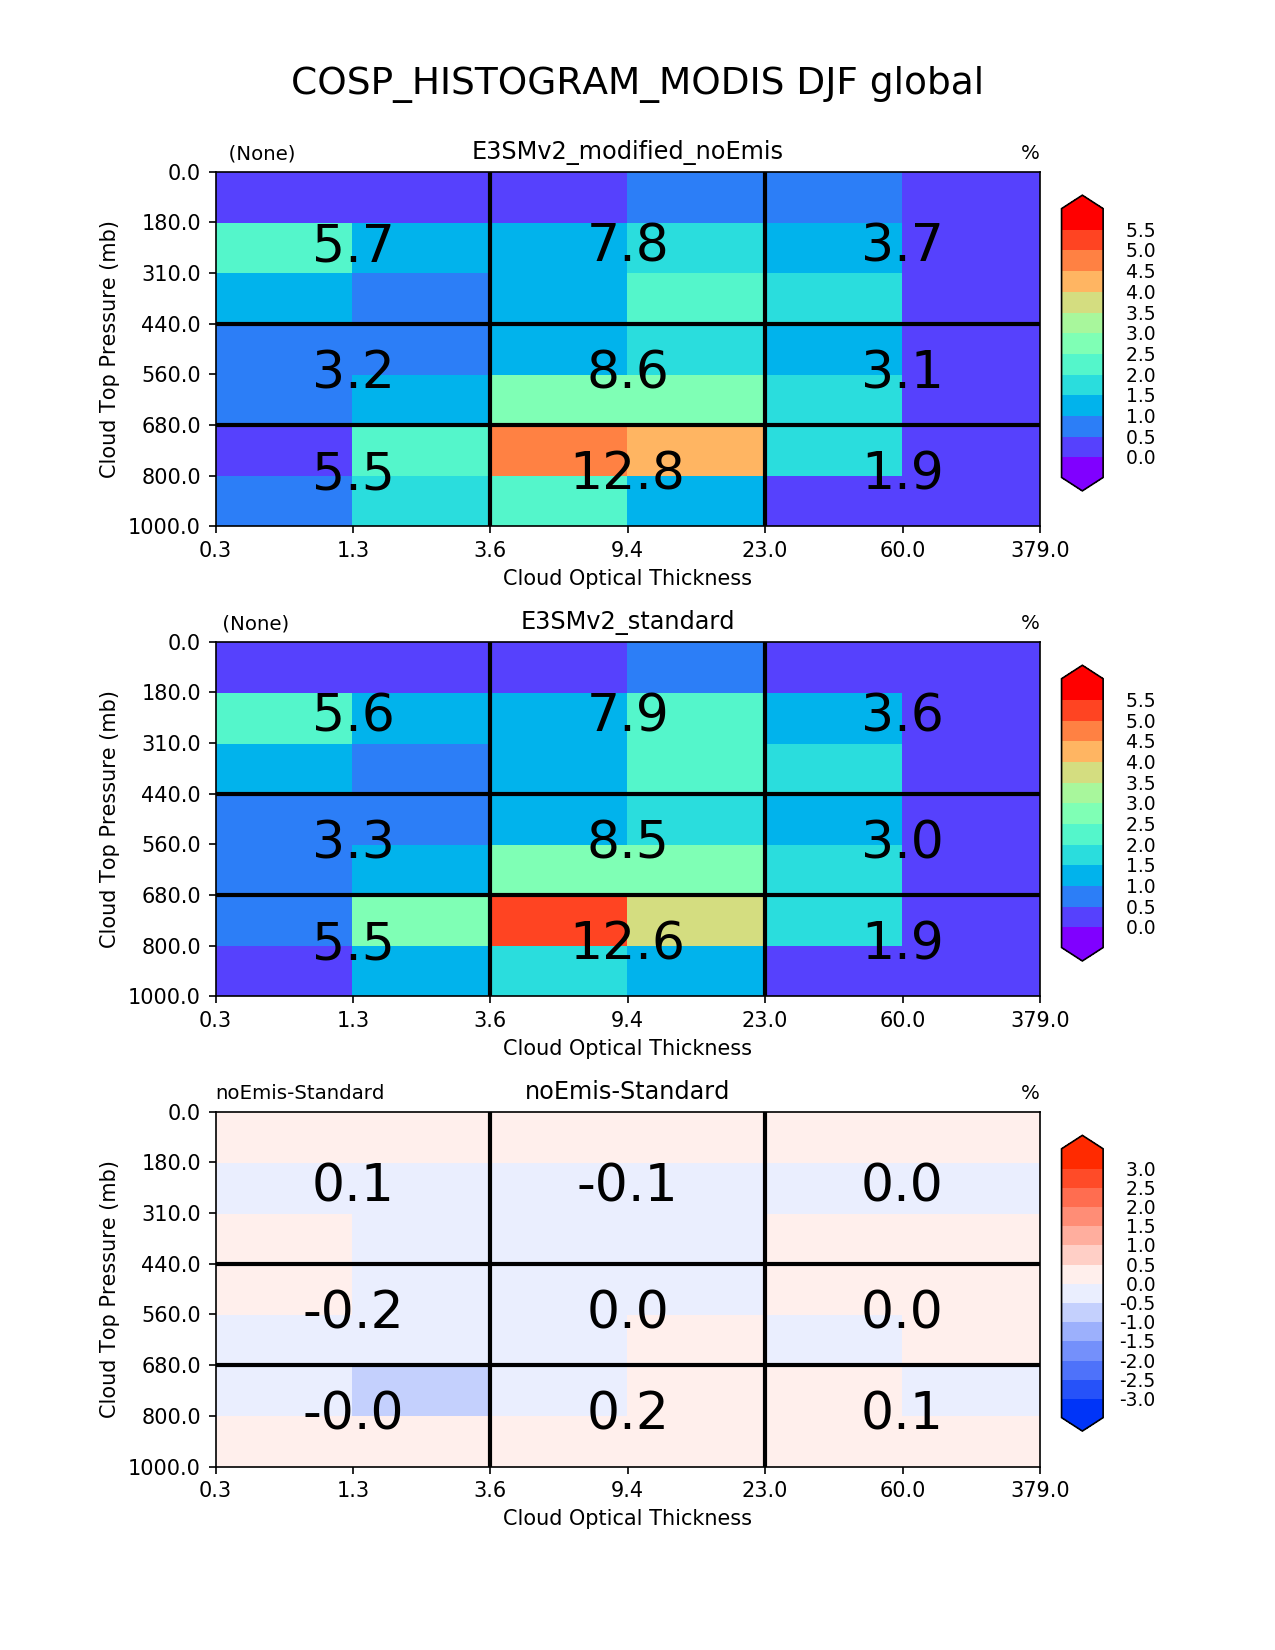 COSP_HISTOGRAM_MODIS DJF global
(None) E3SMv2_modified_noEmis %
0.0
180.0
310.0
440.0
560.0
680.0
800.0
1000.0
Cloud Top Pressure (mb)
5.7 7.8 3.7
3.2 8.6 3.1
5.5 12.8 1.9
0.3 1.3 3.6 9.4 23.0 60.0 379.0
Cloud Optical Thickness
5.5
5.0
4.5
4.0
3.5
3.0
2.5
2.0
1.5
1.0
0.5
0.0
(None) E3SMv2_standard %
0.0
180.0
310.0
440.0
560.0
680.0
800.0
1000.0
Cloud Top Pressure (mb)
5.6 7.9 3.6
3.3 8.5 3.0
5.5 12.6 1.9
0.3 1.3 3.6 9.4 23.0 60.0 379.0
Cloud Optical Thickness
5.5
5.0
4.5
4.0
3.5
3.0
2.5
2.0
1.5
1.0
0.5
0.0
noEmis-Standard noEmis-Standard %
0.0
180.0
310.0
440.0
560.0
680.0
800.0
1000.0
Cloud Top Pressure (mb)
0.1 -0.1 0.0
-0.2 0.0 0.0
-0.0 0.2 0.1
0.3 1.3 3.6 9.4 23.0 60.0 379.0
Cloud Optical Thickness
3.0
2.5
2.0
1.5
1.0
0.5
0.0
-0.5
-1.0
-1.5
-2.0
-2.5
-3.0